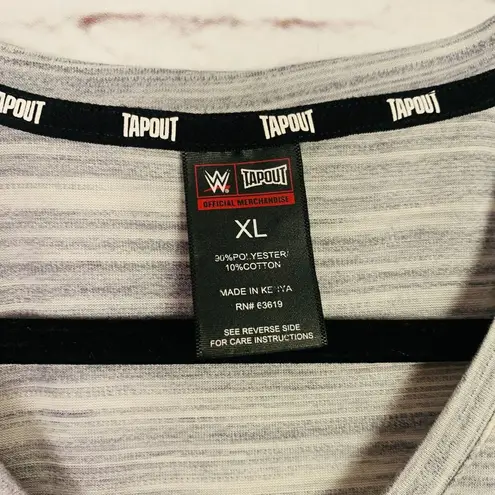 TAPOUT
TAPOUT
TAPOUT
TAPOUT
W TAPOUT
OFFICIAL MERCHANDISE
XL
90%POLYESTER/
10%COTTON
MADE IN KENYA
RN# 63619
SEE REVERSE SIDE
FOR CARE INSTRUCTIONS